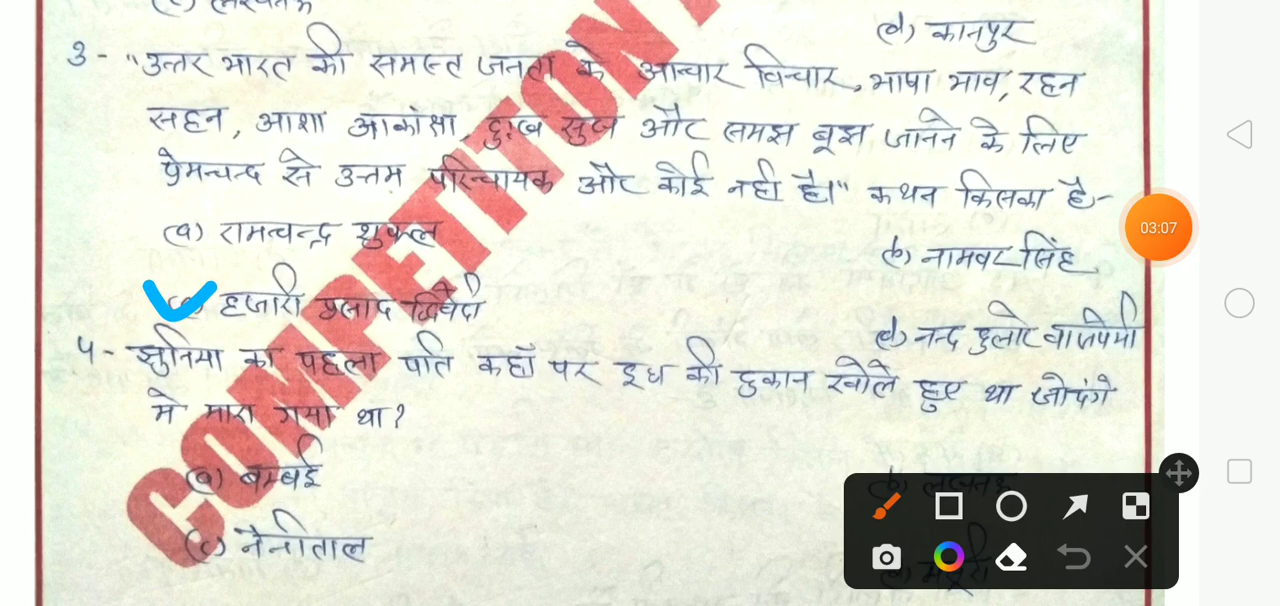 (d) कानपुर
3- "उत्तर भारत की समस्त जनता के आचार विचार, भाषा भाव, रहन
सहन, आशा आकांक्षा, दुःख सुख और समझ बूझ जानने के लिए
प्रेमचन्द से उत्तम परिचायक और कोई नही है।" कथन किसका है-
(a) रामचन्द्र शुक्ल
(b) नामवर सिंह
(c) हजारी प्रसाद द्विवेदी
(d) नन्द दुलारे वाजपेयी
4- झुनिया का पहला पति कहाँ पर दूध की दुकान खोले हुए था जो दंगे
मे मारा गया था?
(a) बम्बई
(b) लखनऊ
(c) नैनीताल
COMPETITION
03:07